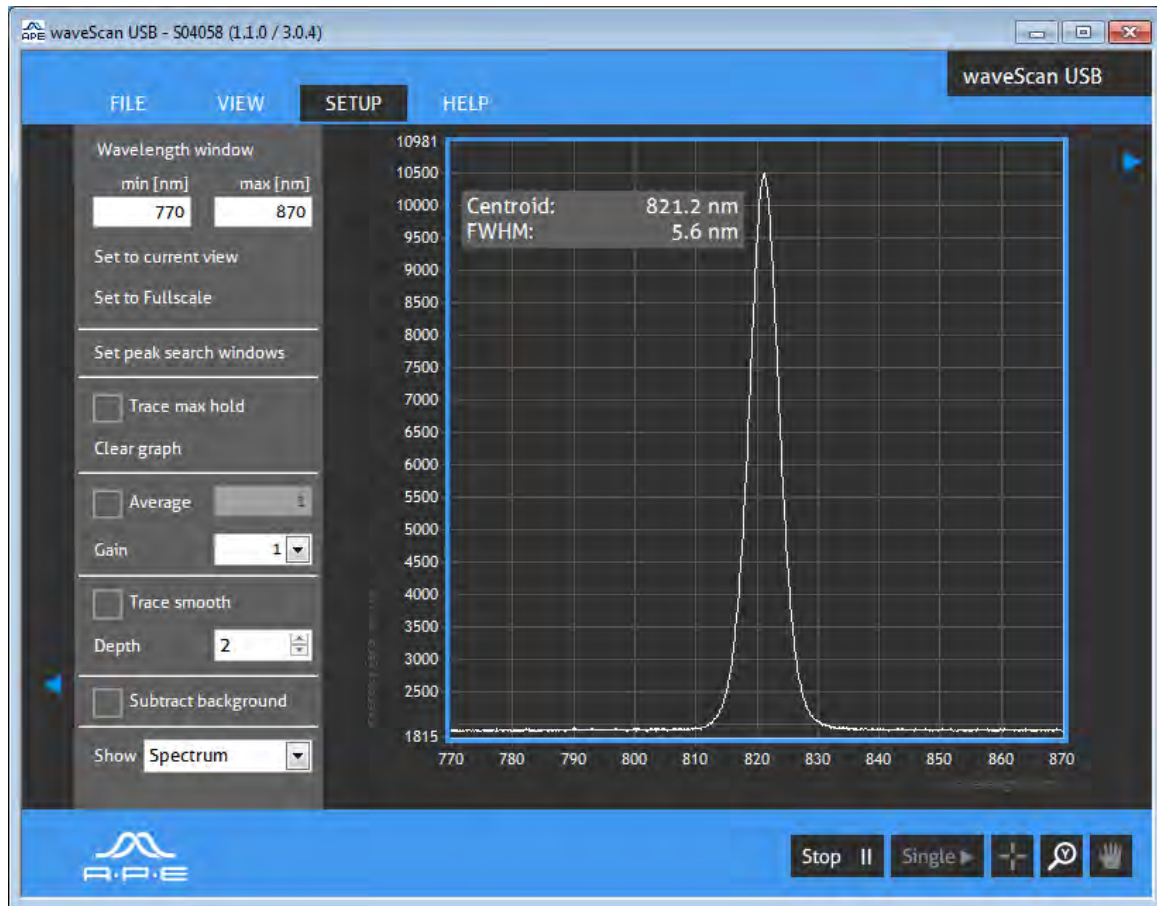 waveScan USB - S04058 (1.1.0 / 3.0.4)
waveScan USB
FILE VIEW SETUP HELP
Wavelength window
min [nm] max [nm]
770 870
Set to current view
Set to Fullscale
Set peak search windows
Trace max hold
Clear graph
Average 1
Gain 1
Trace smooth
Depth 2
Subtract background
Show Spectrum
10981
10500
10000
9500
9000
8500
8000
7500
7000
6500
6000
5500
5000
4500
4000
3500
3000
2500
1815
Centroid: 821.2 nm
FWHM: 5.6 nm
770 780 790 800 810 820 830 840 850 860 870
A·P·E
Stop Single
Y